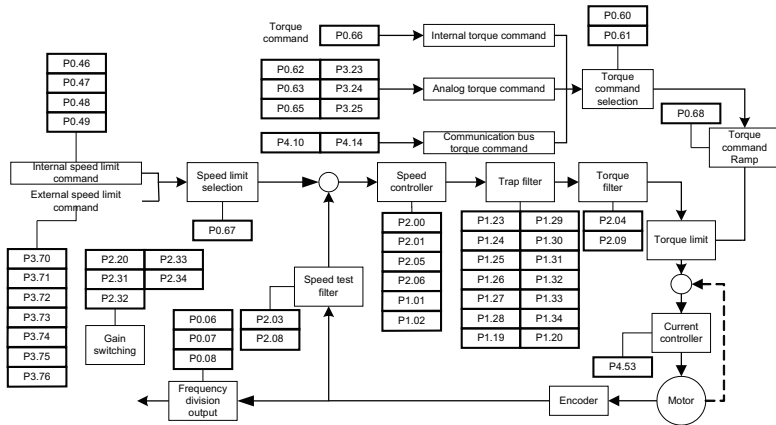 Torque
command
P0.66
Internal torque command
P0.60
P0.61
P0.46
P0.47
P0.48
P0.49
P0.62
P3.23
P0.63
P3.24
P0.65
P3.25
Analog torque command
Torque
command
selection
P4.10
P4.14
Communication bus
torque command
P0.68
Torque
command
Ramp
Internal speed limit
command
External speed limit
command
Speed limit
selection
P0.67
Speed
controller
Trap filter
Torque
filter
P2.00
P2.01
P2.05
P2.06
P1.01
P1.02
P1.23
P1.29
P1.24
P1.30
P1.25
P1.31
P1.26
P1.32
P1.27
P1.33
P1.28
P1.34
P1.19
P1.20
P2.04
P2.09
Torque limit
P3.70
P3.71
P3.72
P3.73
P3.74
P3.75
P3.76
P2.20
P2.33
P2.31
P2.34
P2.32
Gain
switching
Speed test
filter
P2.03
P2.08
P0.06
P0.07
P0.08
Current
controller
P4.53
Frequency
division
output
Encoder
Motor